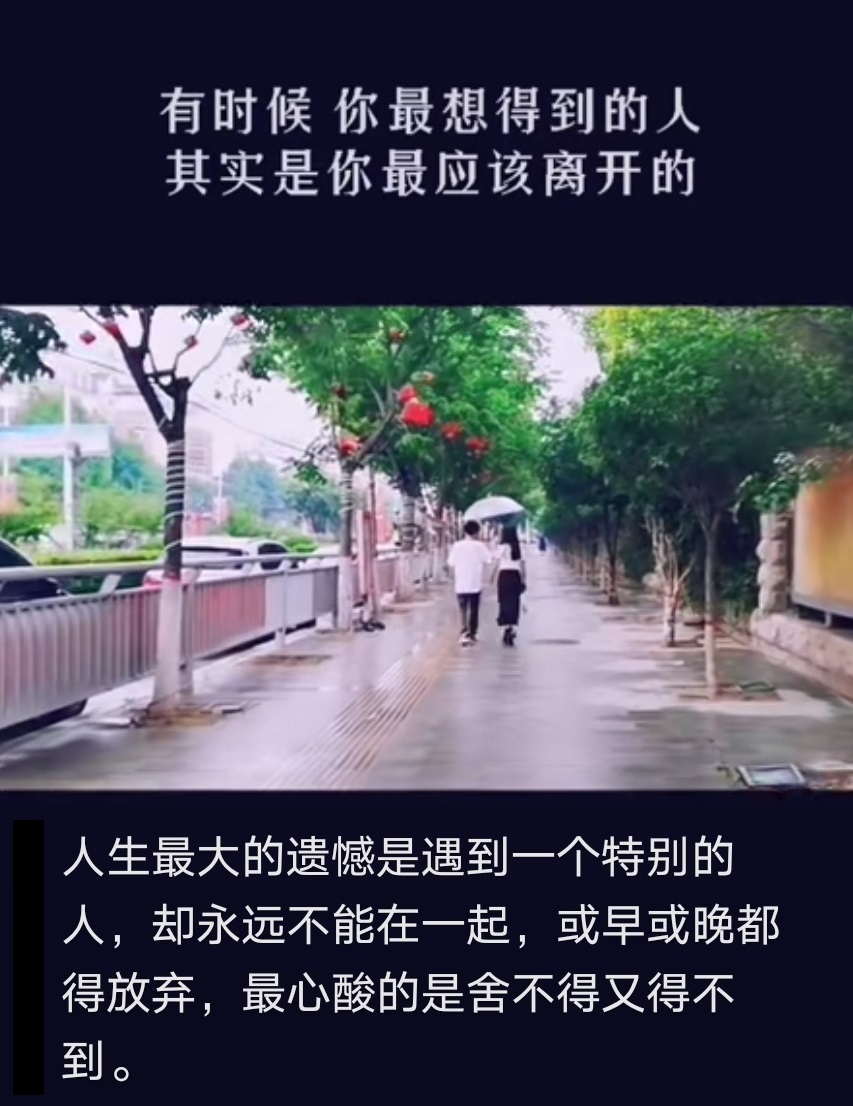 有时候 你最想得到的人
其实是你最应该离开的
人生最大的遗憾是遇到一个特别的
人，却永远不能在一起，或早或晚都
得放弃，最心酸的是舍不得又得不
到。